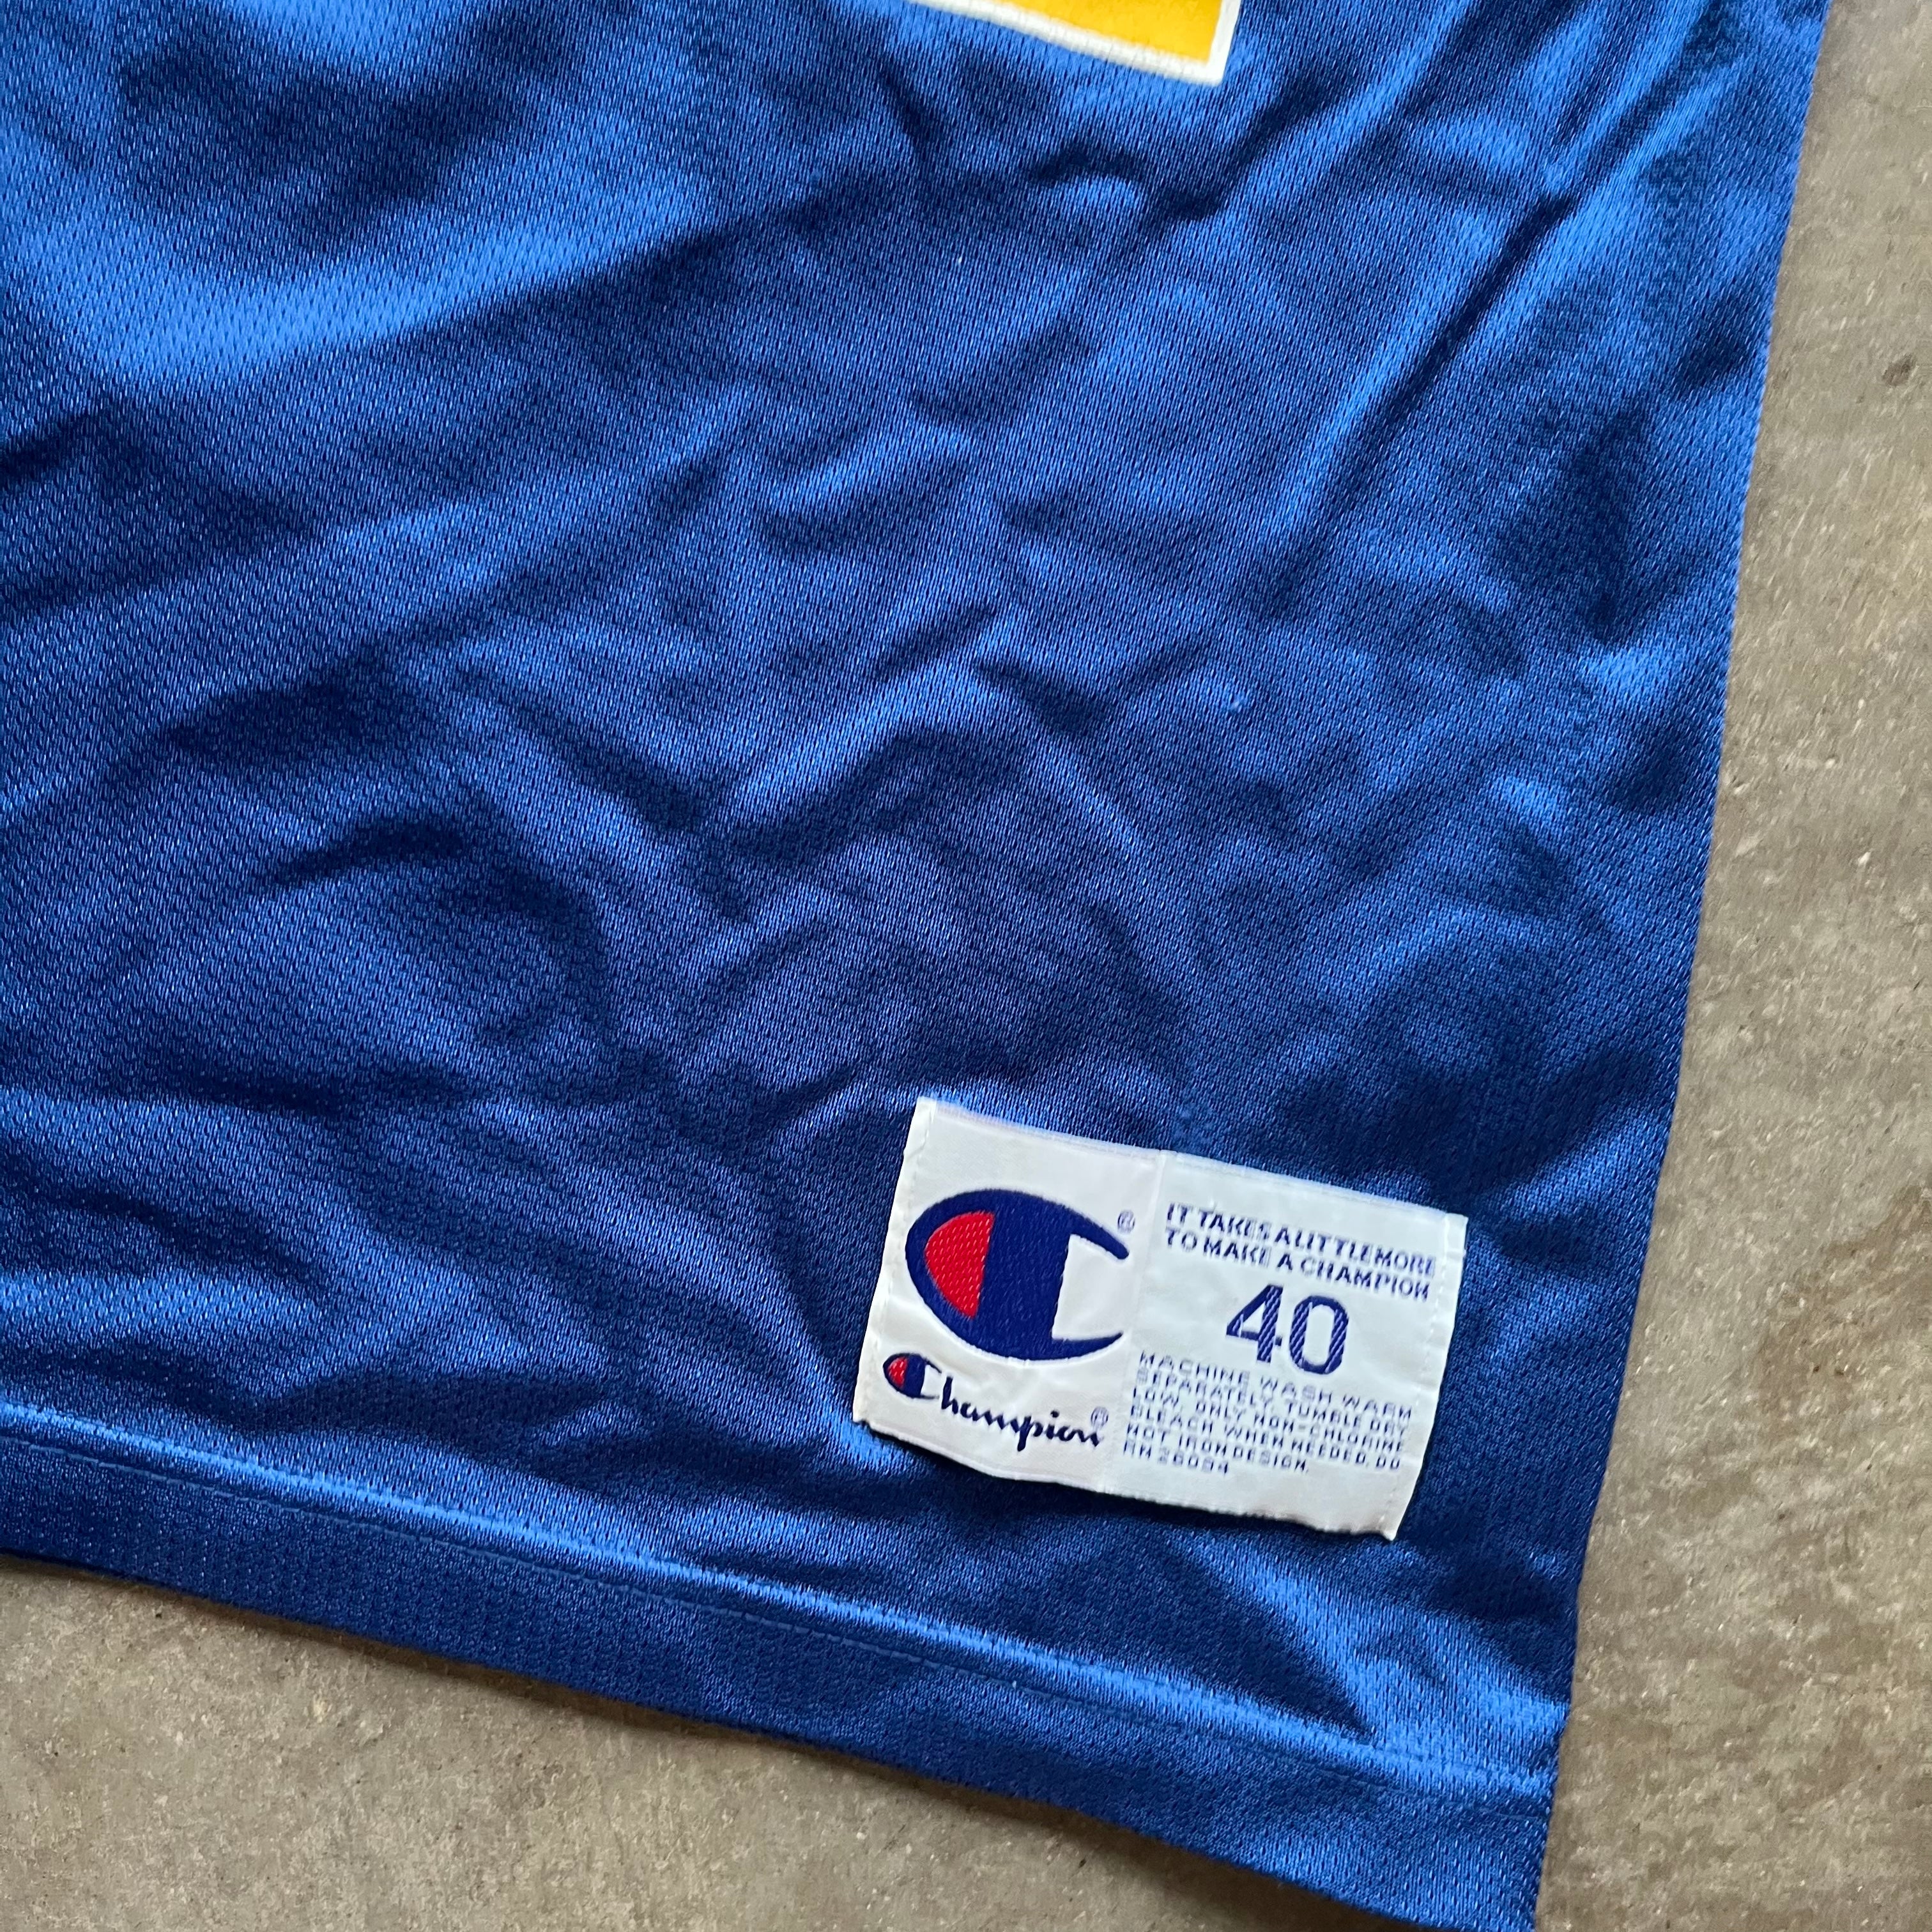 ®
IT TAKES A LITTLE MORE
TO MAKE A CHAMPION
40
Champion®
MACHINE WASH WARM
SEPARATELY, TUMBLE DRY
LOW. ONLY NON-CHLORINE
BLEACH WHEN NEEDED. DO
NOT IRON DESIGN.
RN 26094